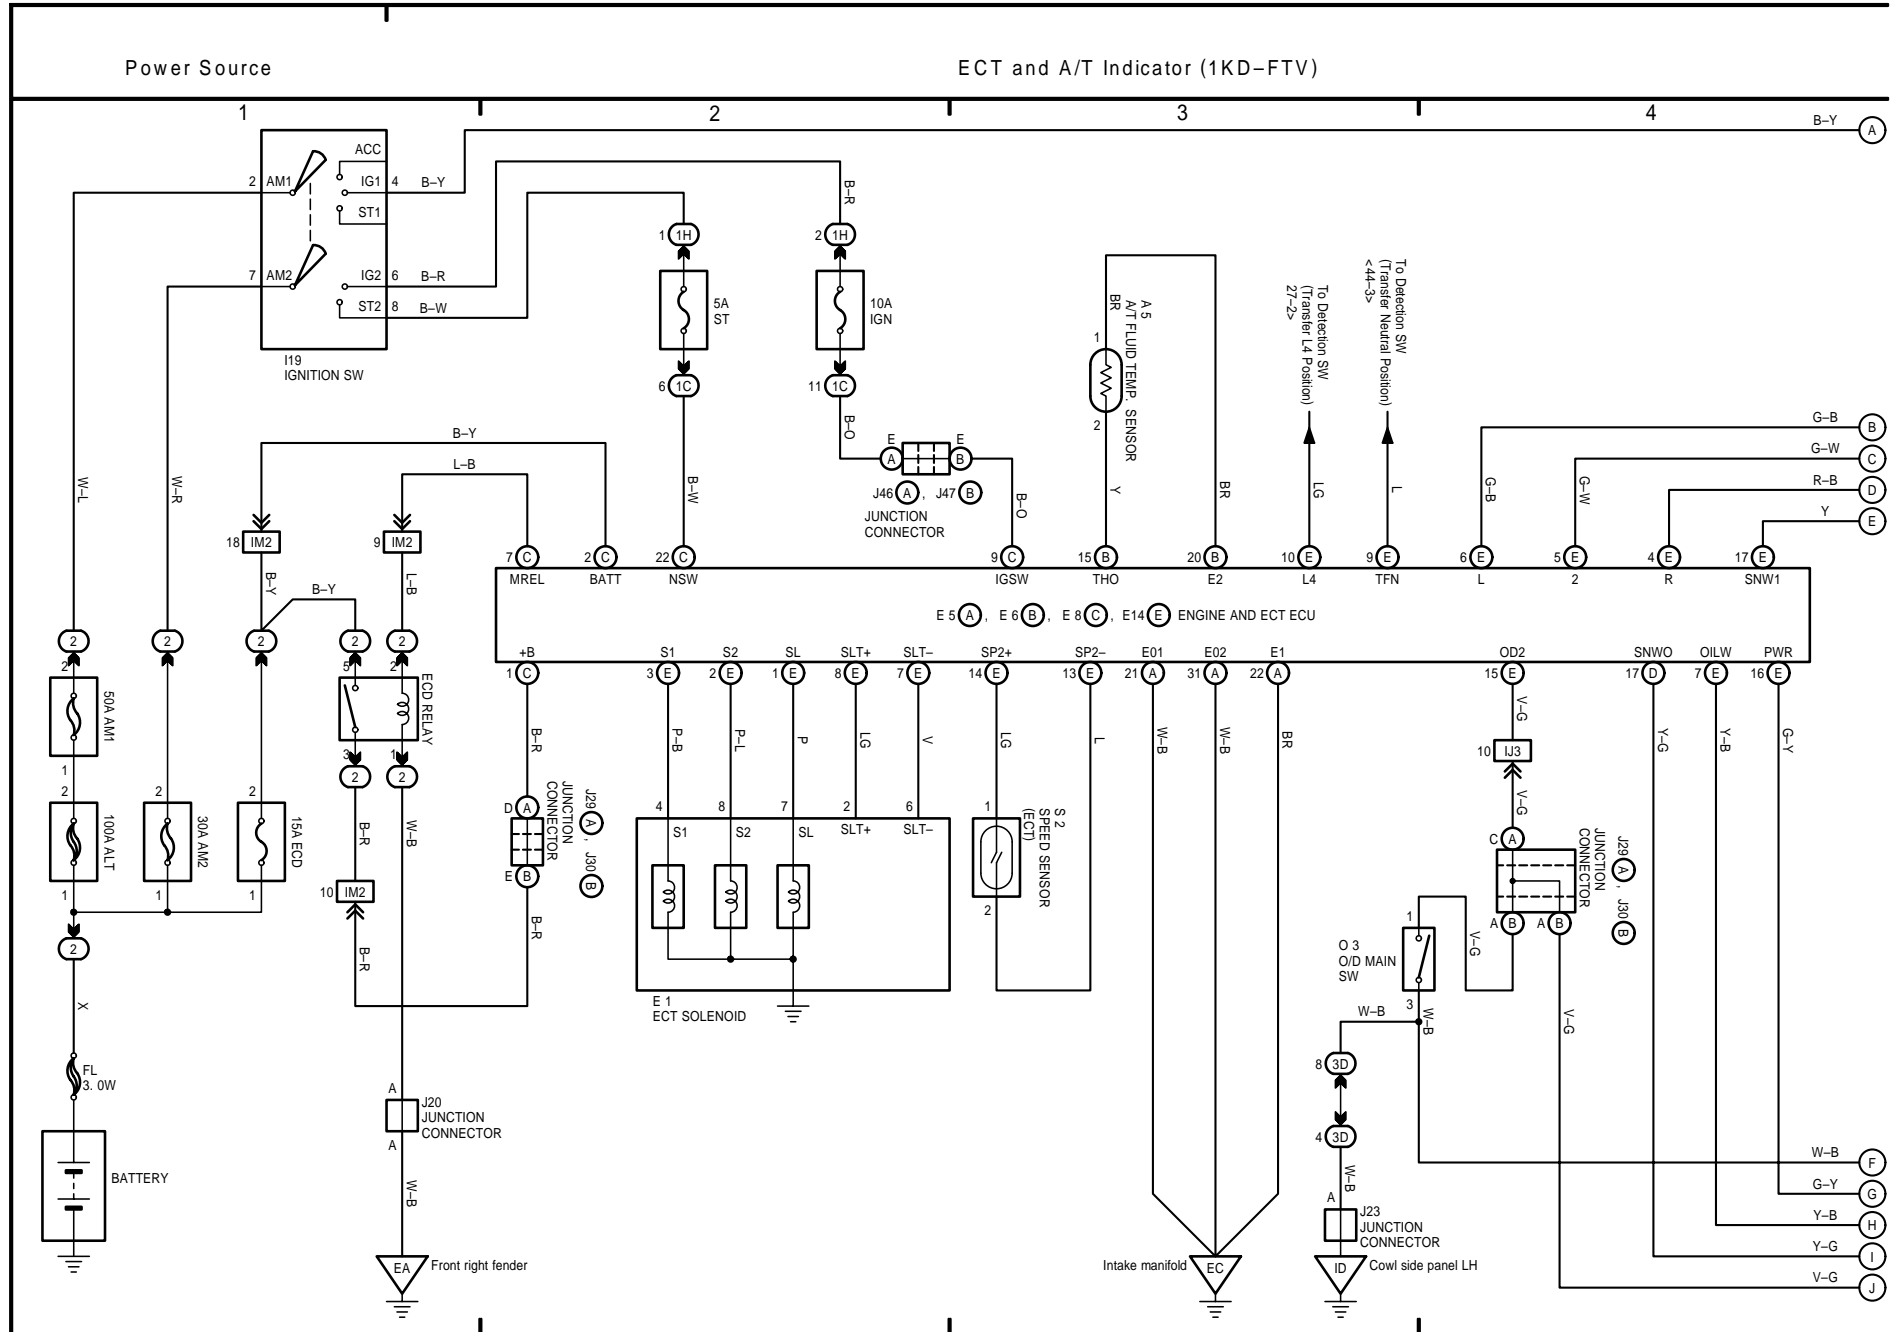 Power Source
ECT and A/T Indicator (1KD–FTV)
1
2
3
4
B–Y
A
ACC
2
AM1
IG1
4
B–Y
ST1
7
AM2
IG2
6
B–R
ST2
8
B–W
I19
IGNITION SW
B–R
1
1H
2
1H
5A
ST
10A
IGN
6
1C
11
1C
B–O
E
E
A
B
J46
A
,
J47
B
JUNCTION
CONNECTOR
B–O
B–W
A 5
A/T FLUID TEMP. SENSOR
BR
1
2
Y
BR
To Detection SW
(Transfer L4 Position)
27–2>
To Detection SW
(Transfer Neutral Position)
<44–3>
LG
L
G–B
B
G–W
C
R–B
D
Y
E
G–B
G–W
W–L
W–R
B–Y
L–B
18
IM2
9
IM2
B–Y
B–Y
L–B
7
C
2
C
22
C
9
C
15
B
20
B
10
E
9
E
6
E
5
E
4
E
17
E
MREL
BATT
NSW
IGSW
THO
E2
L4
TFN
L
2
R
SNW1
E 5
A
,
E 6
B
,
E 8
C
,
E14
E
ENGINE AND ECT ECU
+B
S1
S2
SL
SLT+
SLT–
SP2+
SP2–
E01
E02
E1
OD2
SNWO
OILW
PWR
1
C
3
E
2
E
1
E
8
E
7
E
14
E
13
E
21
A
31
A
22
A
15
E
17
D
7
E
16
E
2
2
2
2
2
2
5
2
50A AM1
1
ECD RELAY
3
1
2
2
2
100A ALT
1
2
30A AM2
1
2
15A ECD
1
B–R
W–B
10
IM2
B–R
2
X
FL
3. 0W
BATTERY
B–R
D
A
E
B
JUNCTION
CONNECTOR
J29
A
,
J30
B
B–R
P–B
P–L
P
LG
V
4
8
7
2
6
S1
S2
SL
SLT+
SLT–
E 1
ECT SOLENOID
LG
L
1
2
S 2
SPEED SENSOR
(ECT)
W–B
W–B
BR
V–G
10
IJ3
V–G
C
A
JUNCTION
CONNECTOR
J29
A
,
J30
B
A
B
A
B
1
V–G
O 3
O/D MAIN
SW
3
W–B
W–B
V–G
Y–G
Y–B
G–Y
8
3D
4
3D
W–B
A
J23
JUNCTION
CONNECTOR
ID
Cowl side panel LH
A
J20
JUNCTION
CONNECTOR
A
W–B
EA
Front right fender
Intake manifold
EC
W–B
F
G–Y
G
Y–B
H
Y–G
I
V–G
J